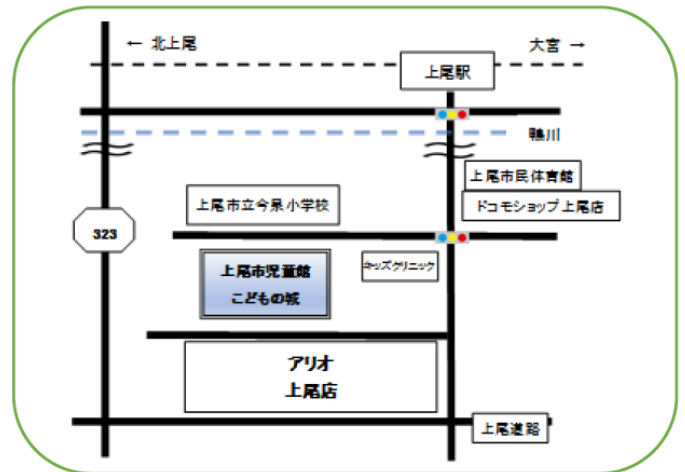 ← 北上尾
大宮 →
上尾駅
鴨川
上尾市民体育館
ドコモショップ上尾店
上尾市立今泉小学校
323
上尾市児童館
こどもの城
キッズクリニック
アリオ
上尾店
上尾道路